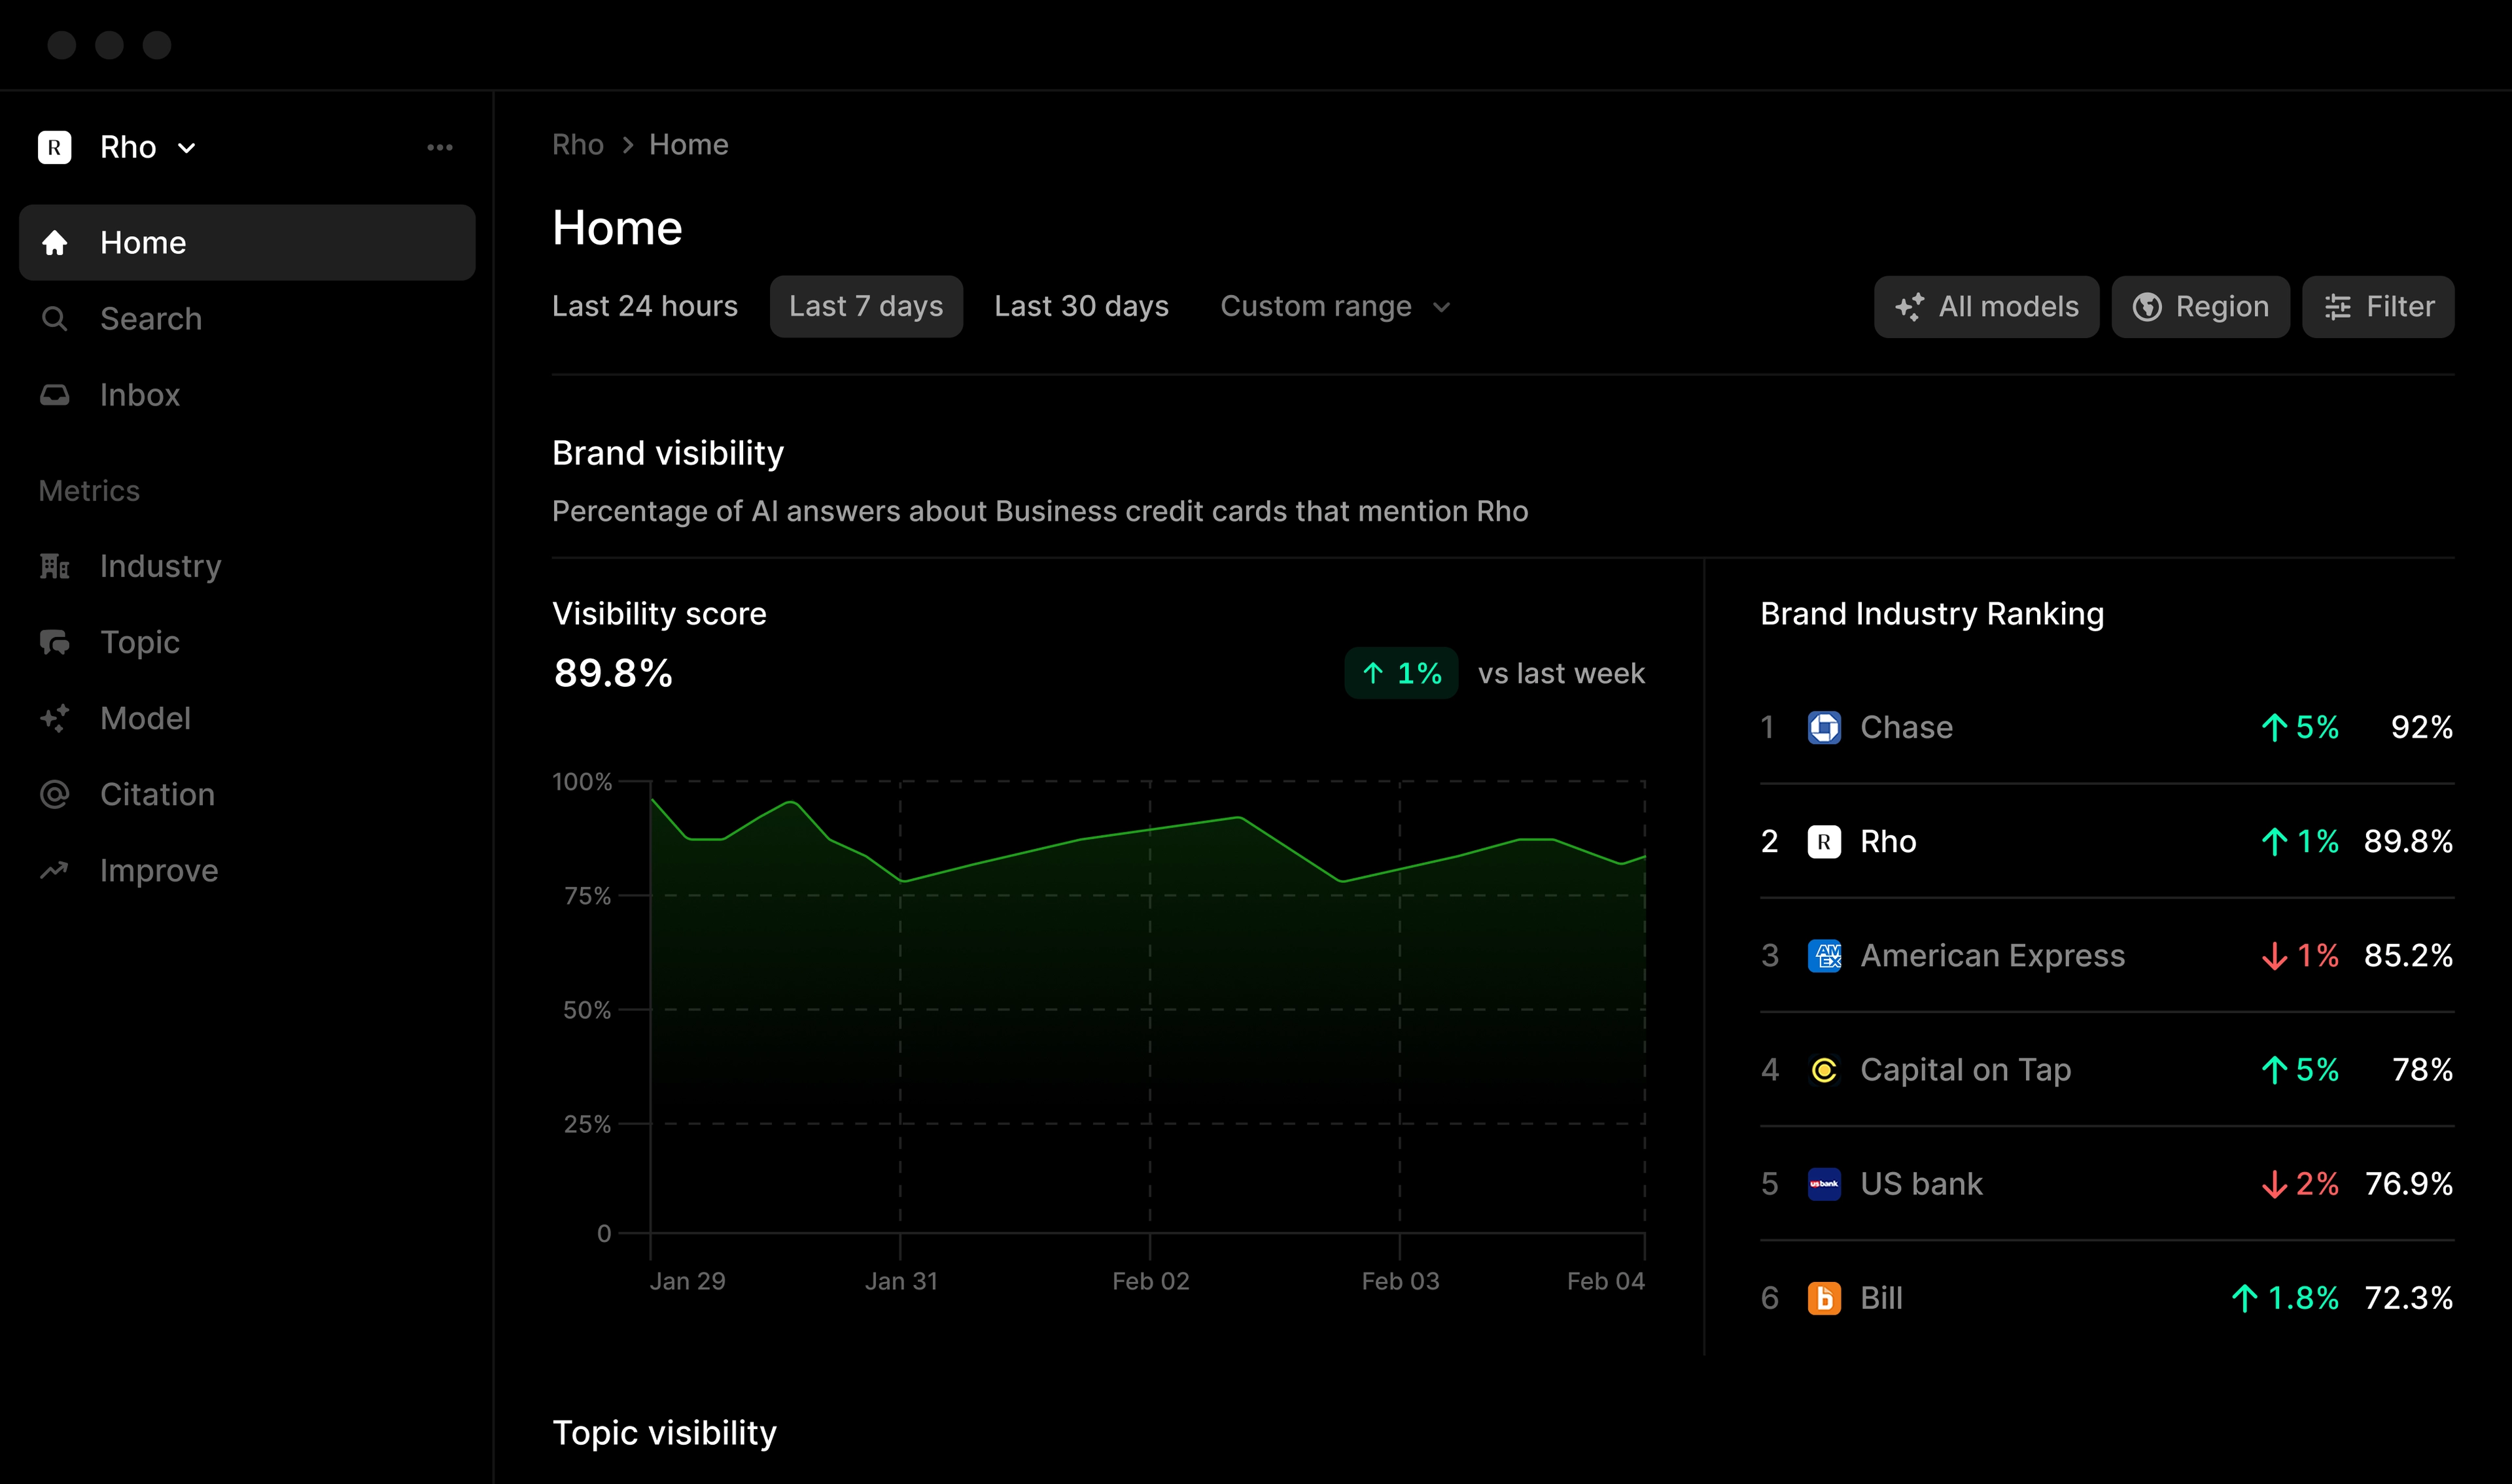 R Rho
Home
Search
Inbox
Metrics
Industry
Topic
Model
Citation
Improve
Rho > Home
Home
Last 24 hours Last 7 days Last 30 days Custom range
All models Region Filter
Brand visibility
Percentage of AI answers about Business credit cards that mention Rho
Visibility score
89.8% ↑ 1% vs last week
100%
75%
50%
25%
0
Jan 29 Jan 31 Feb 02 Feb 03 Feb 04
Brand Industry Ranking
1 Chase ↑ 5% 92%
2 R Rho ↑ 1% 89.8%
3 AM EX American Express ↓ 1% 85.2%
4 Capital on Tap ↑ 5% 78%
5 usbank US bank ↓ 2% 76.9%
6 b Bill ↑ 1.8% 72.3%
Topic visibility